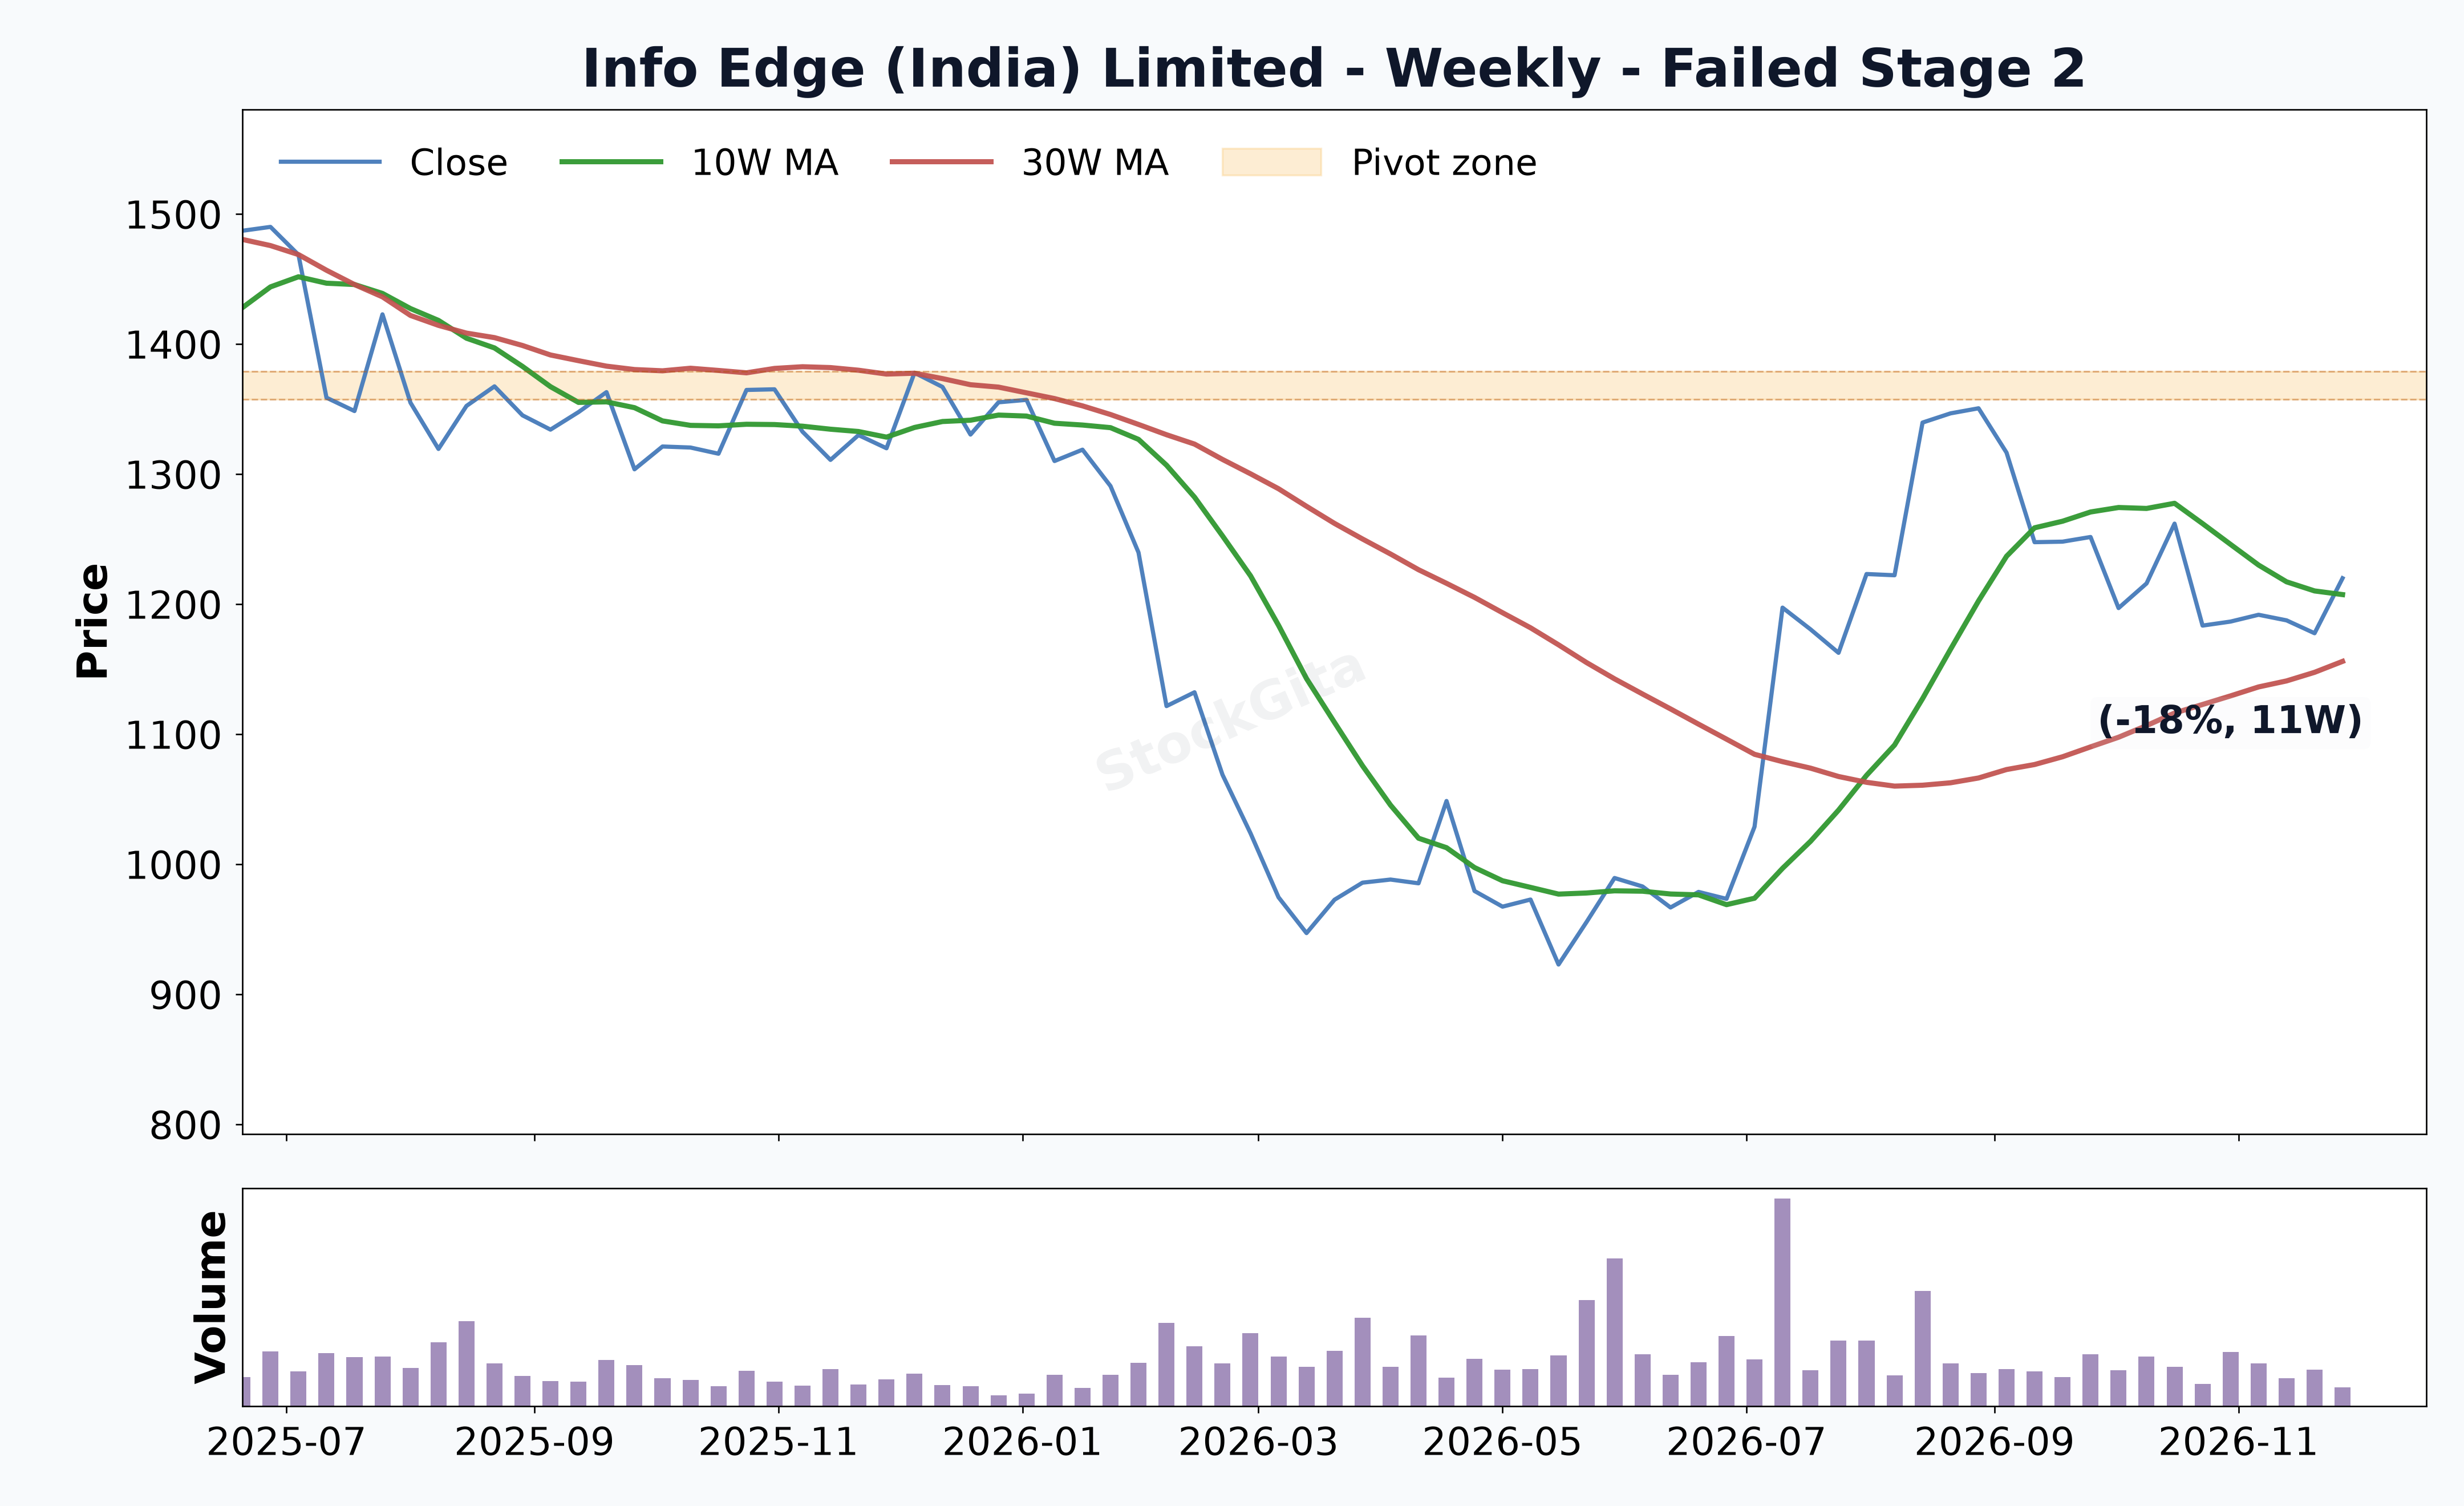 Info Edge (India) Limited - Weekly - Failed Stage 2
Close 10W MA 30W MA Pivot zone
Price
1500
1400
1300
1200
1100
1000
900
800
StockGita
(-18%, 11W)
Volume
2025-07 2025-09 2025-11 2026-01 2026-03 2026-05 2026-07 2026-09 2026-11